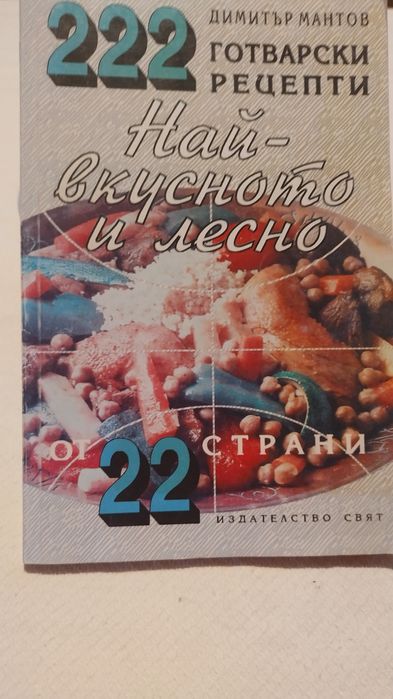 222
ДИМИТЪР МАНТОВ
ГОТВАРСКИ
РЕЦЕПТИ
Най-
вкусното
и лесно
ОТ 22 СТРАНИ
ИЗДАТЕЛСТВО СВЯТ